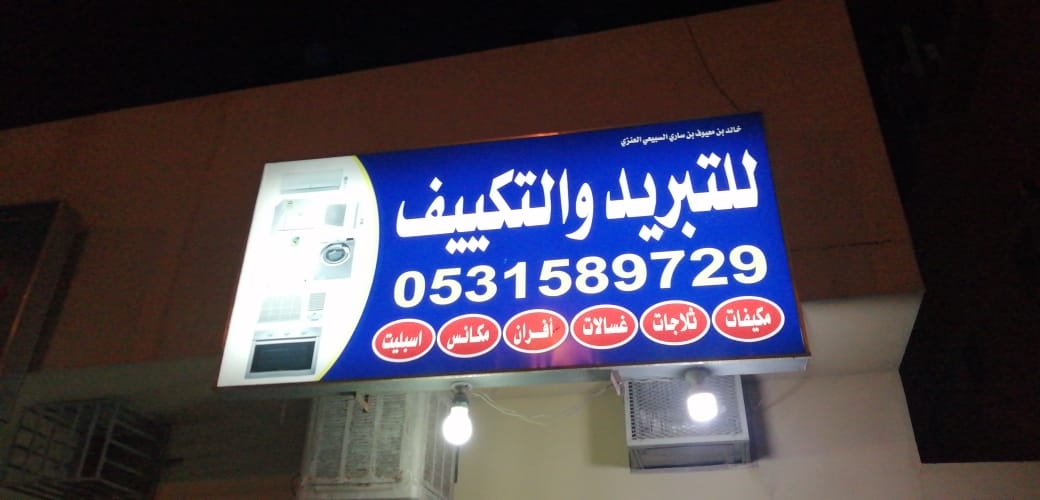 خالد بن معيوف بن ساري السبيعي العنزي
للتبريد والتكييف
0531589729
مكيفات ثلاجات غسالات أفران مكانس اسبليت